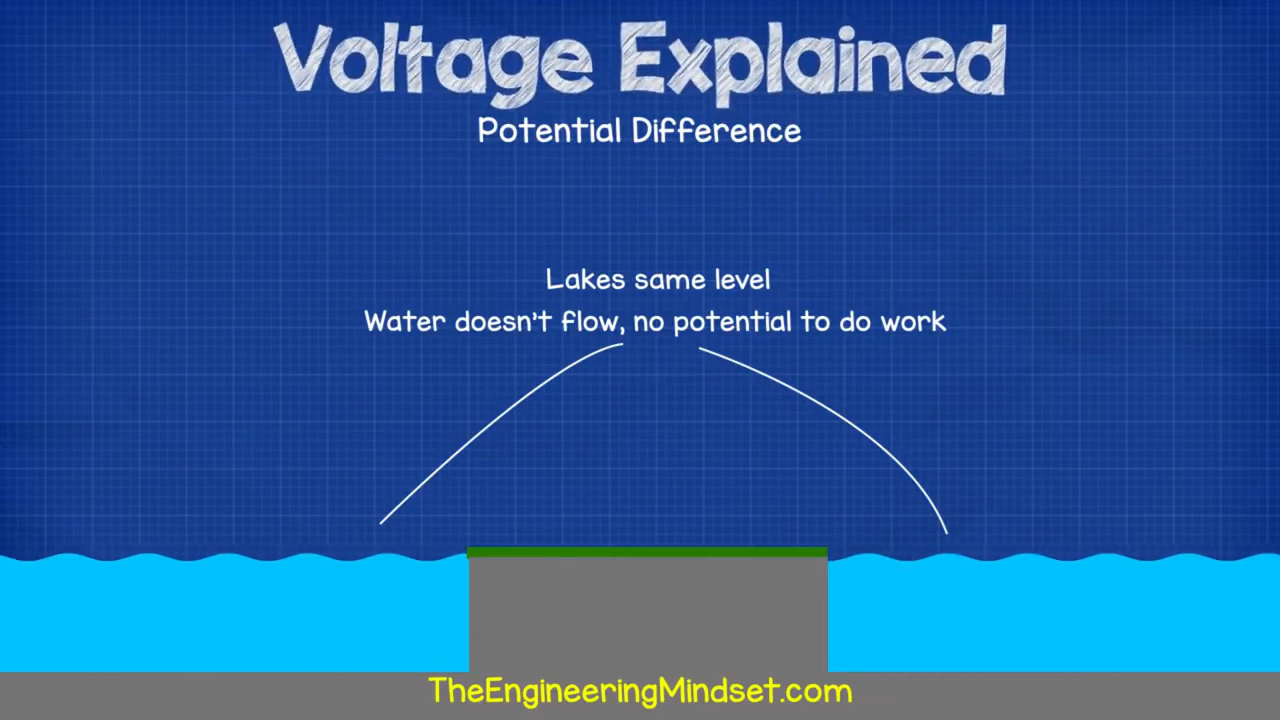 Voltage Explained
Potential Difference
Lakes same level
Water doesn't flow, no potential to do work
TheEngineeringMindset.com